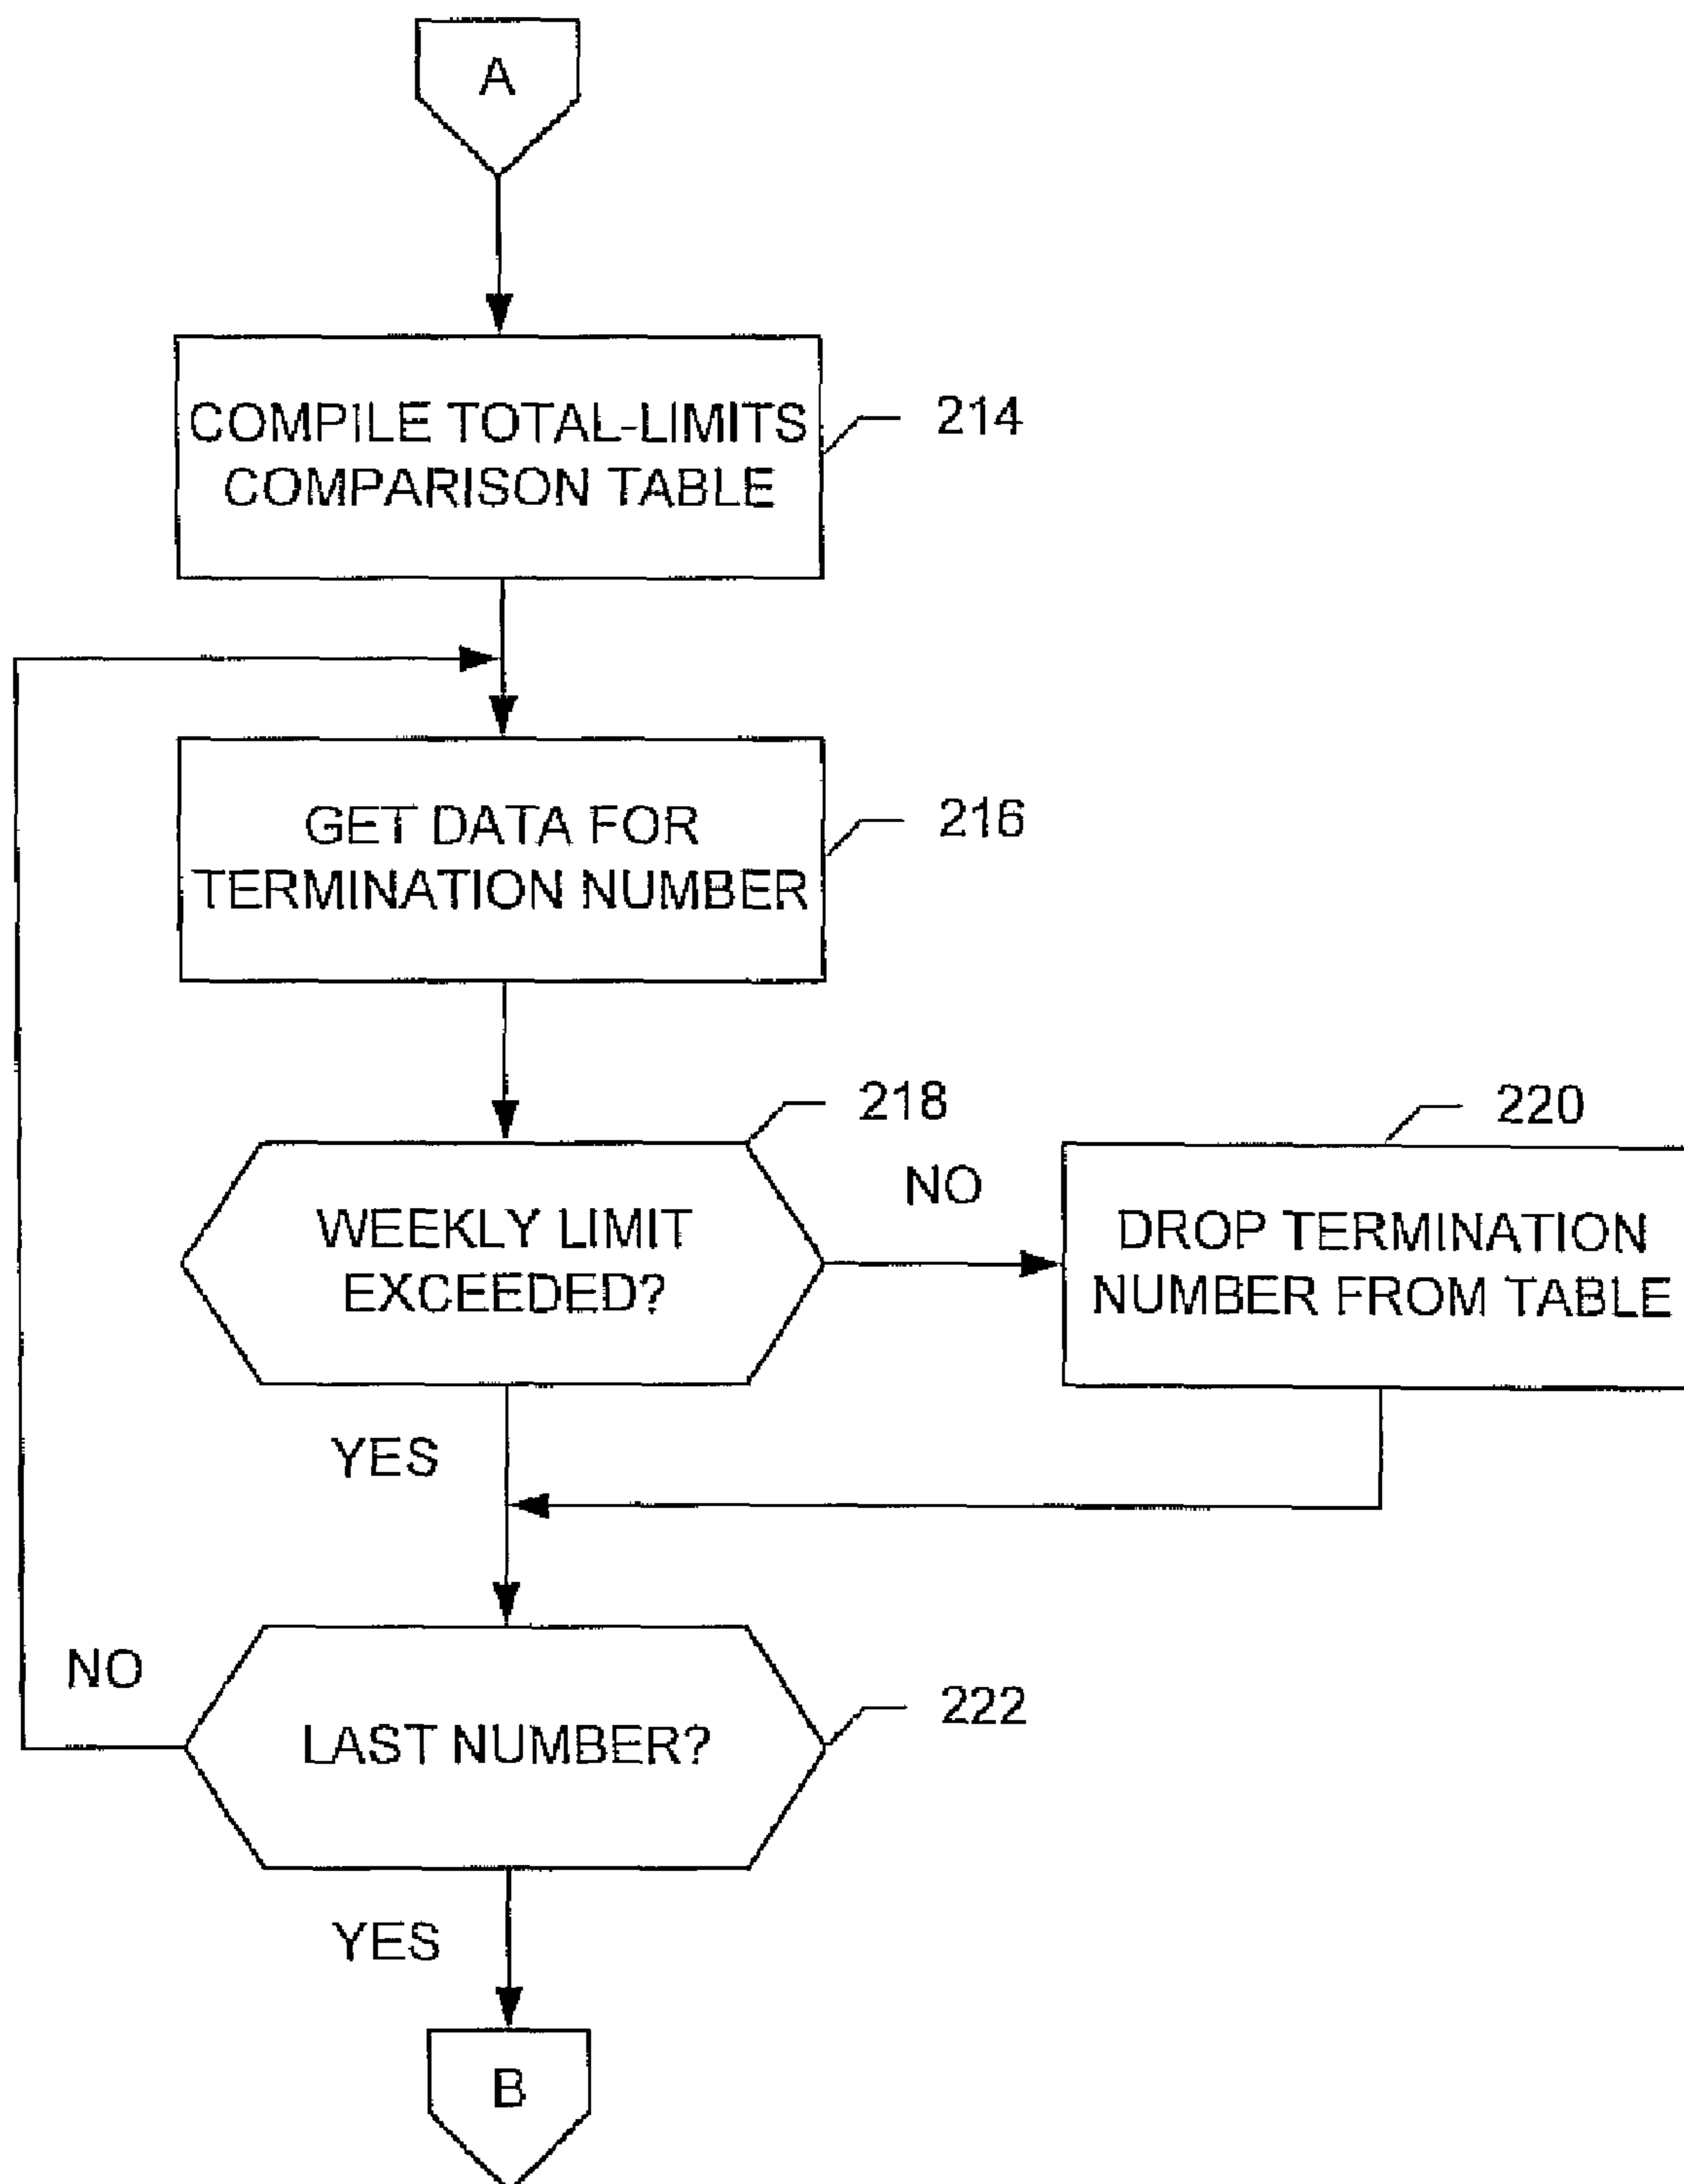 A
COMPILE TOTAL-LIMITS
COMPARISON TABLE
214
GET DATA FOR
TERMINATION NUMBER
216
WEEKLY LIMIT
EXCEEDED?
218
NO
DROP TERMINATION
NUMBER FROM TABLE
220
YES
LAST NUMBER?
222
NO
YES
B